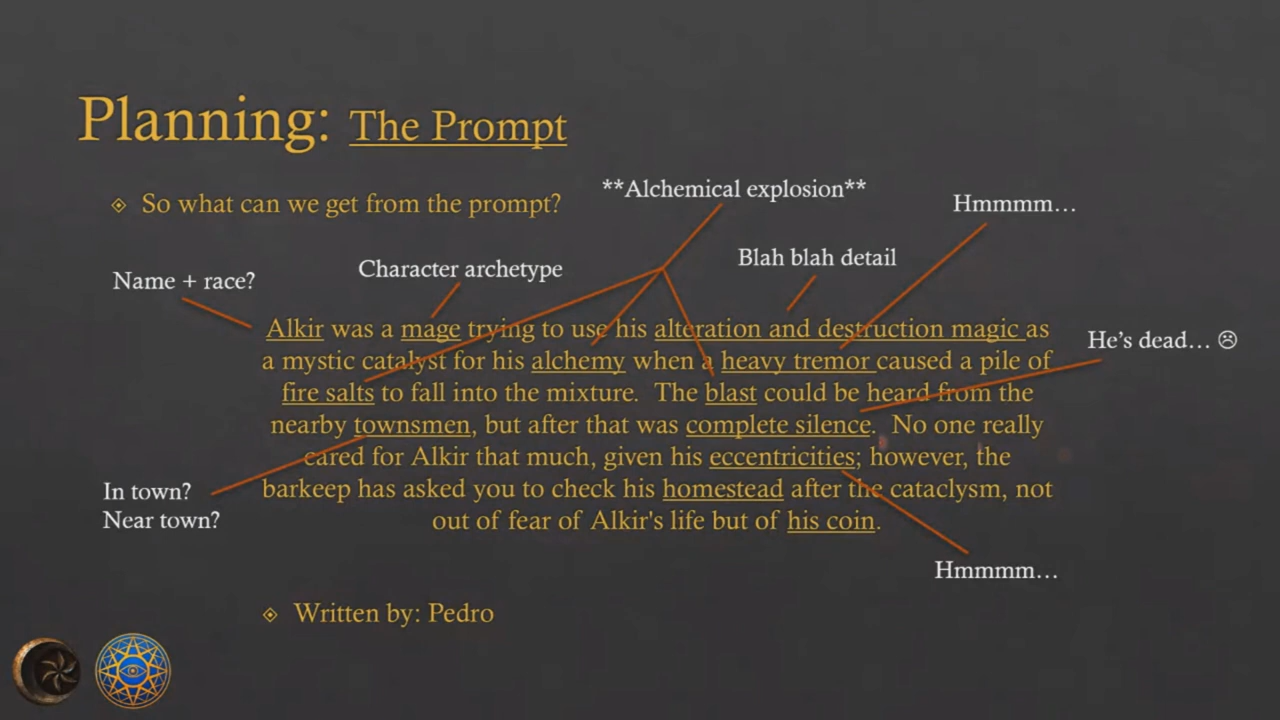 Planning: The Prompt
**Alchemical explosion**
So what can we get from the prompt?
Hmmmm…
Blah blah detail
Character archetype
Name + race?
Alkir was a mage trying to use his alteration and destruction magic as
a mystic catalyst for his alchemy when a heavy tremor caused a pile of
fire salts to fall into the mixture. The blast could be heard from the
nearby townsmen, but after that was complete silence. No one really
cared for Alkir that much, given his eccentricities; however, the
barkeep has asked you to check his homestead after the cataclysm, not
out of fear of Alkir's life but of his coin.
He's dead… ☹
In town?
Near town?
Hmmmm…
Written by: Pedro